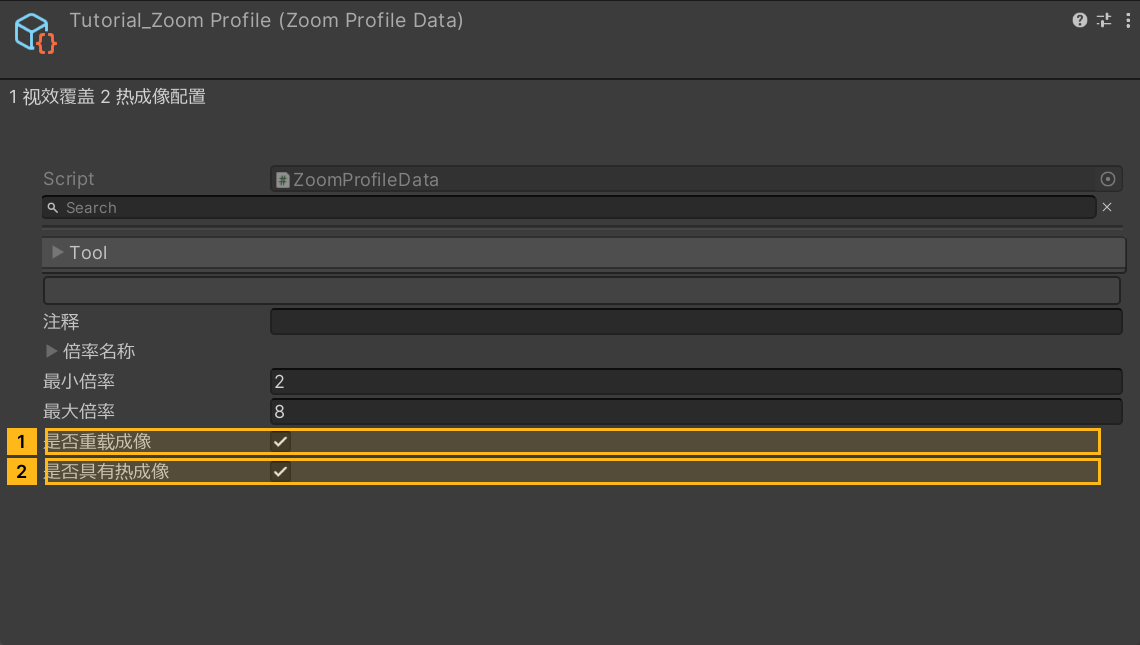 Tutorial_Zoom Profile (Zoom Profile Data)
1 视效覆盖 2 热成像配置
Script # ZoomProfileData
Search
Tool
注释
倍率名称
最小倍率 2
最大倍率 8
1 是否重载成像
2 是否具有热成像